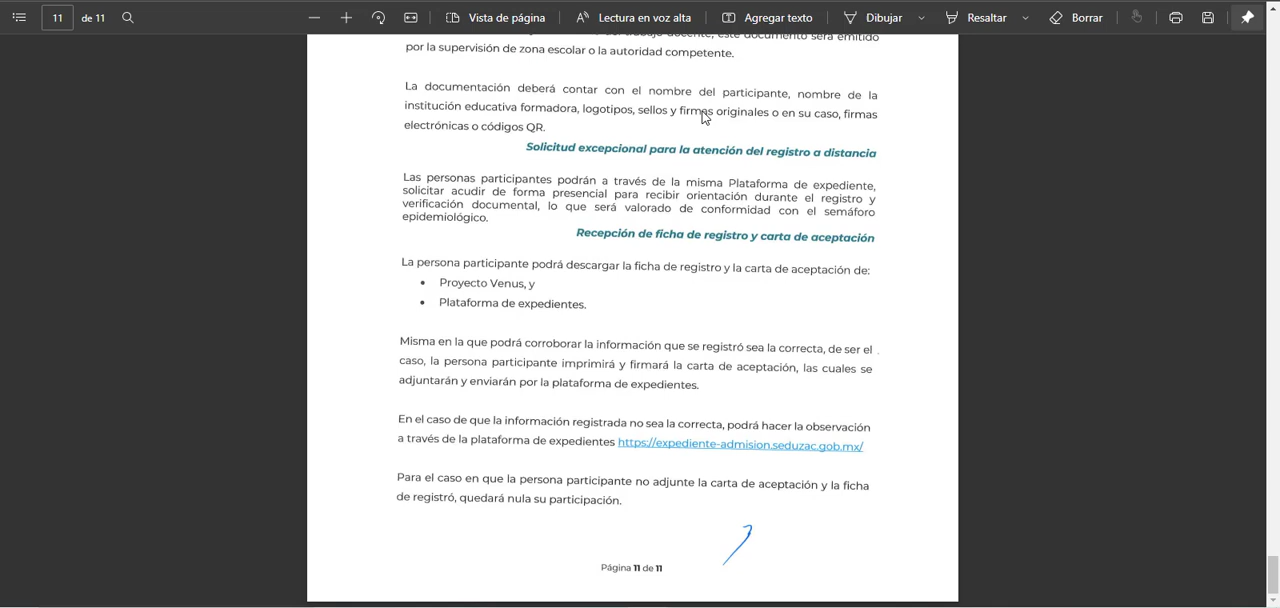 11 de 11 Vista de página Lectura en voz alta Agregar texto Dibujar Resaltar Borrar
por la supervisión de zona escolar o la autoridad competente.
La documentación deberá contar con el nombre del participante, nombre de la
institución educativa formadora, logotipos, sellos y firmas originales o en su caso, firmas
electrónicas o códigos QR.
Solicitud excepcional para la atención del registro a distancia
Las personas participantes podrán a través de la misma Plataforma de expediente,
solicitar acudir de forma presencial para recibir orientación durante el registro y
verificación documental, lo que será valorado de conformidad con el semáforo
epidemiológico.
Recepción de ficha de registro y carta de aceptación
La persona participante podrá descargar la ficha de registro y la carta de aceptación de:
• Proyecto Venus, y
• Plataforma de expedientes.
Misma en la que podrá corroborar la información que se registró sea la correcta, de ser el
caso, la persona participante imprimirá y firmará la carta de aceptación, las cuales se
adjuntarán y enviarán por la plataforma de expedientes.
En el caso de que la información registrada no sea la correcta, podrá hacer la observación
a través de la plataforma de expedientes https://expediente-admision.seduzac.gob.mx/
Para el caso en que la persona participante no adjunte la carta de aceptación y la ficha
de registró, quedará nula su participación.
Página 11 de 11